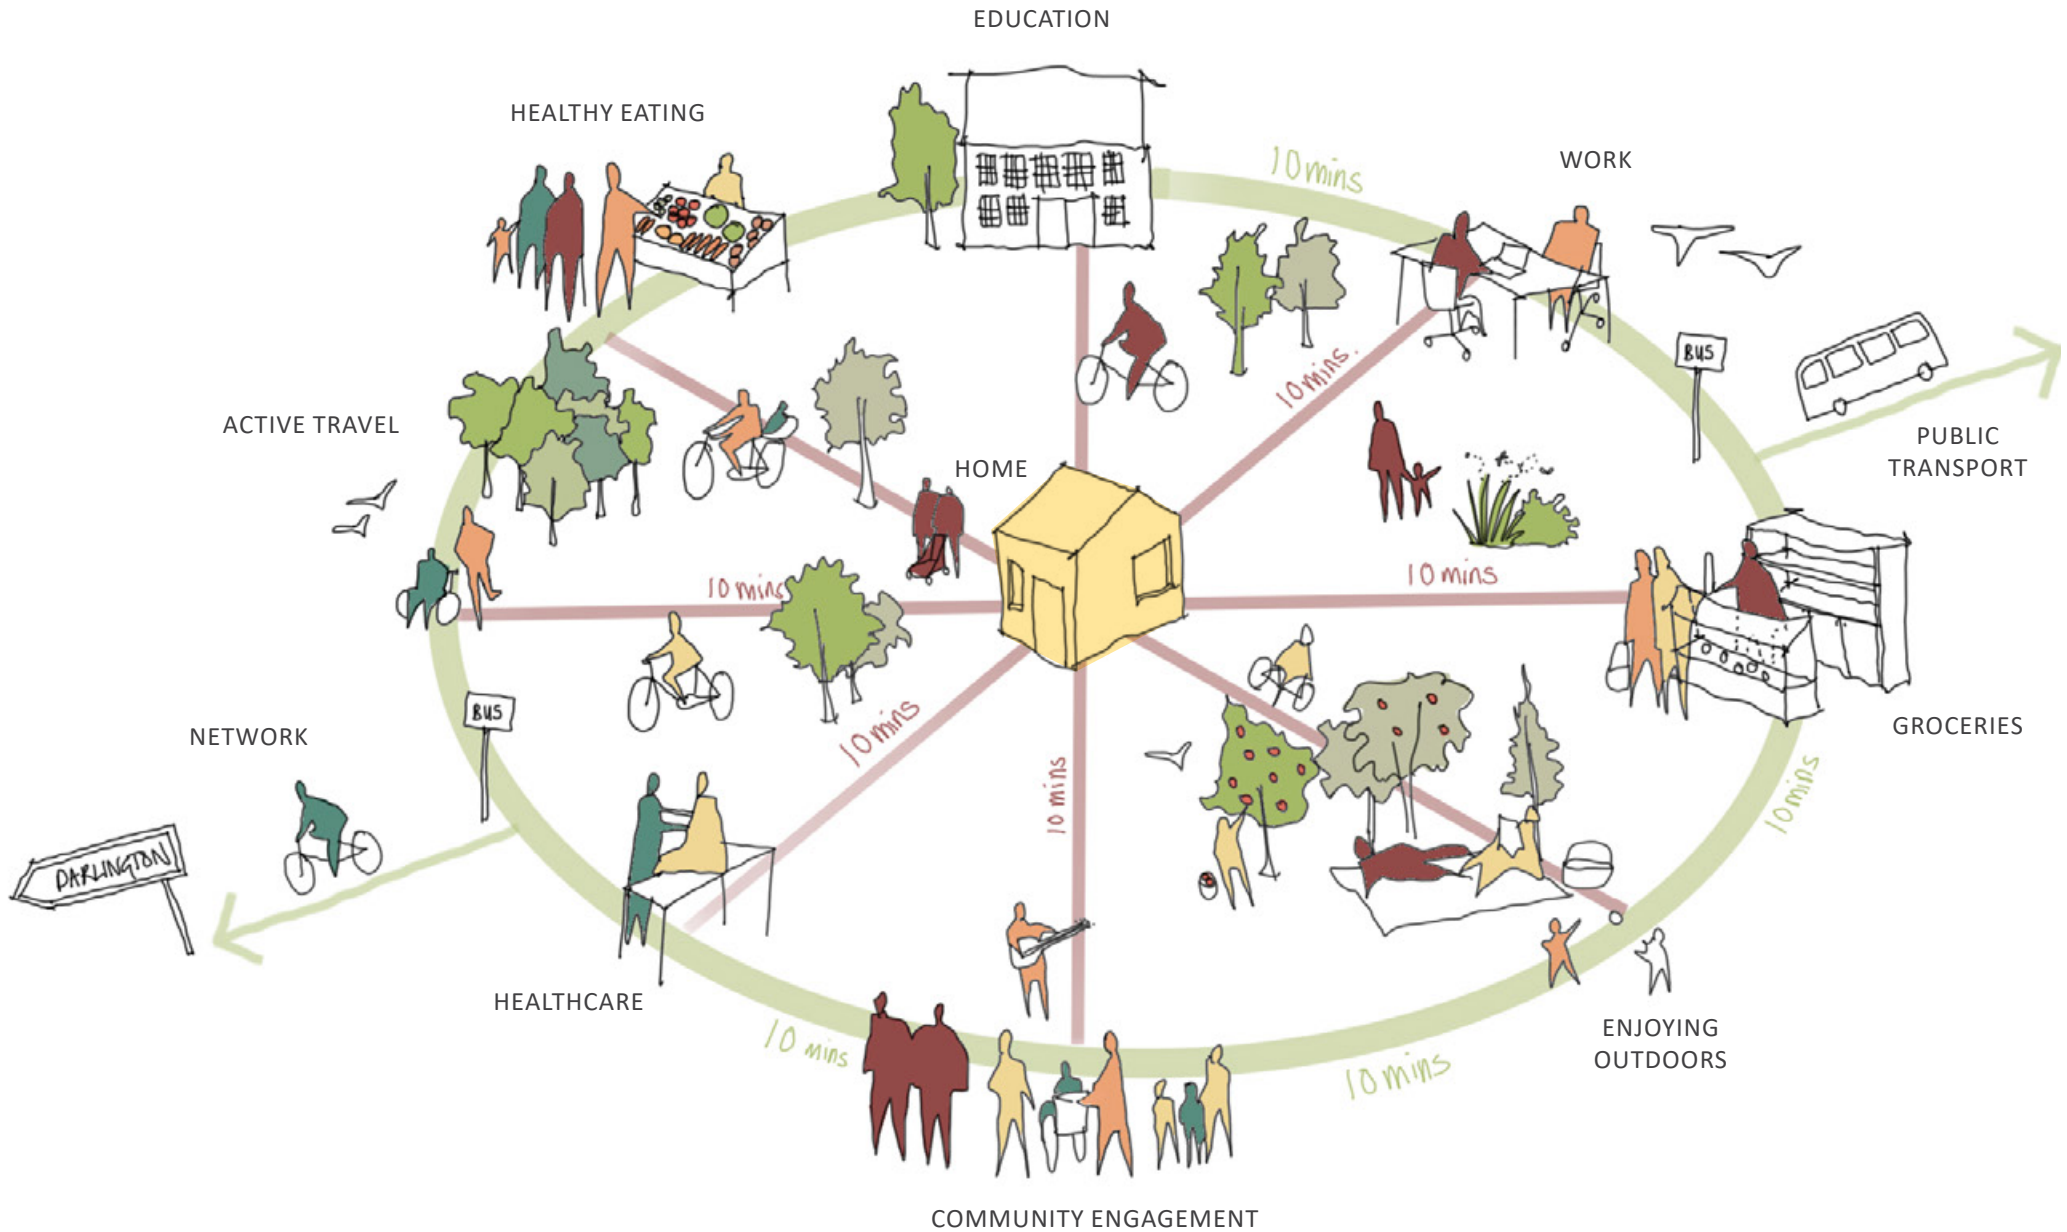 EDUCATION
HEALTHY EATING
10 mins
WORK
BUS
10 mins.
ACTIVE TRAVEL
PUBLIC
TRANSPORT
HOME
10 mins
10 mins
BUS
NETWORK
10 mins
GROCERIES
10 mins
10 mins
DARLINGTON
HEALTHCARE
10 mins
10 mins
ENJOYING
OUTDOORS
COMMUNITY ENGAGEMENT